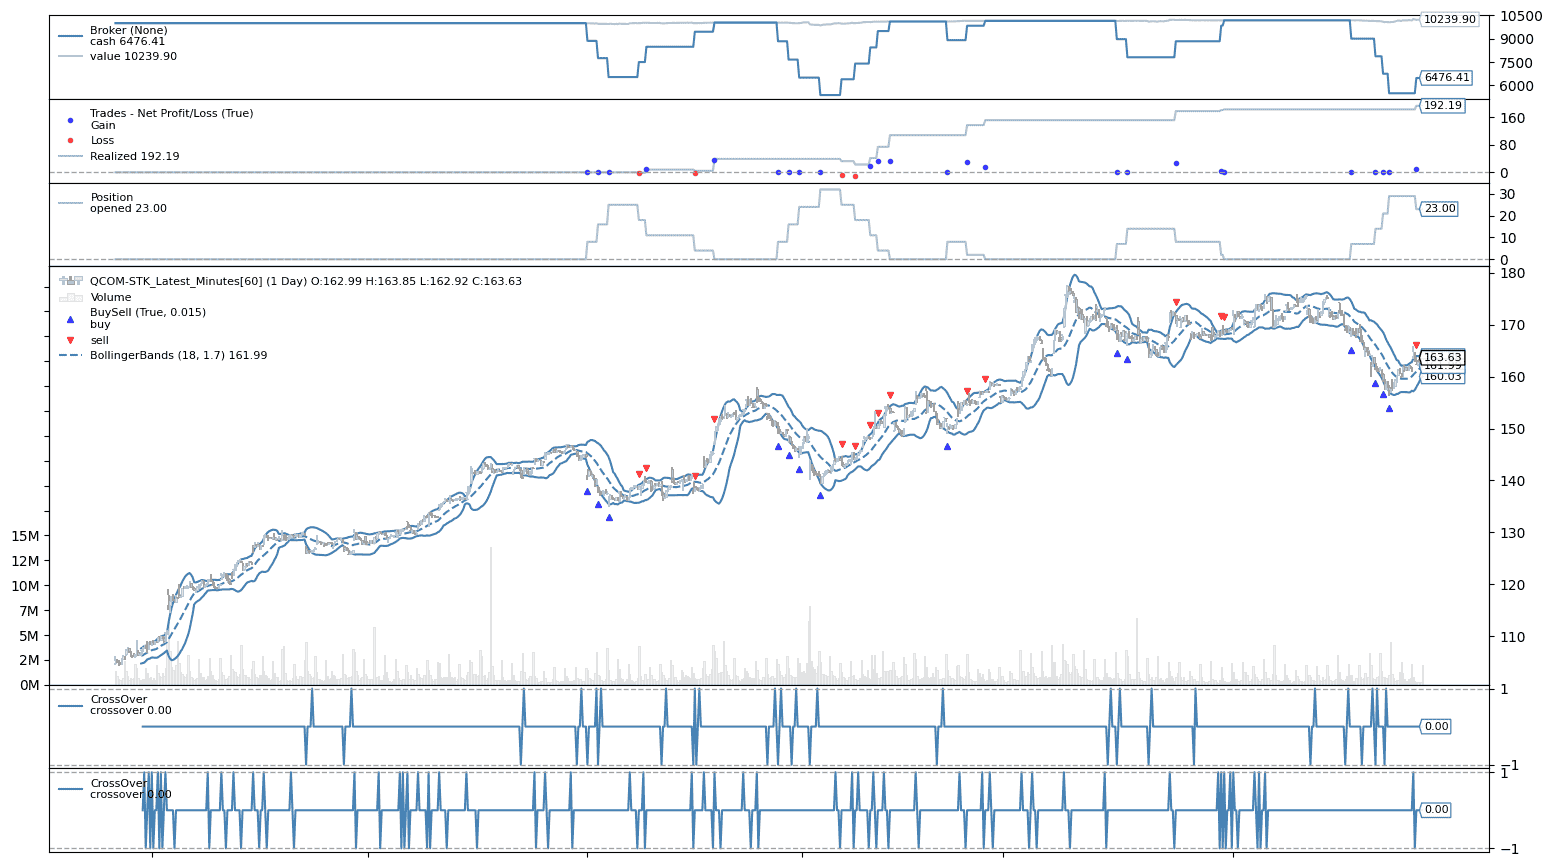 Broker (None)
cash 6476.41
value 10239.90
10239.90
6476.41
10500
9000
7500
6000
Trades - Net Profit/Loss (True)
Gain
Loss
Realized 192.19
192.19
160
80
0
Position
opened 23.00
23.00
30
20
10
0
QCOM-STK_Latest_Minutes[60] (1 Day) O:162.99 H:163.85 L:162.92 C:163.63
Volume
BuySell (True, 0.015)
buy
sell
BollingerBands (18, 1.7) 161.99
180
170
163.63
161.99
160.03
160
150
140
130
120
110
15M
12M
10M
7M
5M
2M
0M
CrossOver
crossover 0.00
0.00
1
−1
CrossOver
crossover 0.00
0.00
1
−1